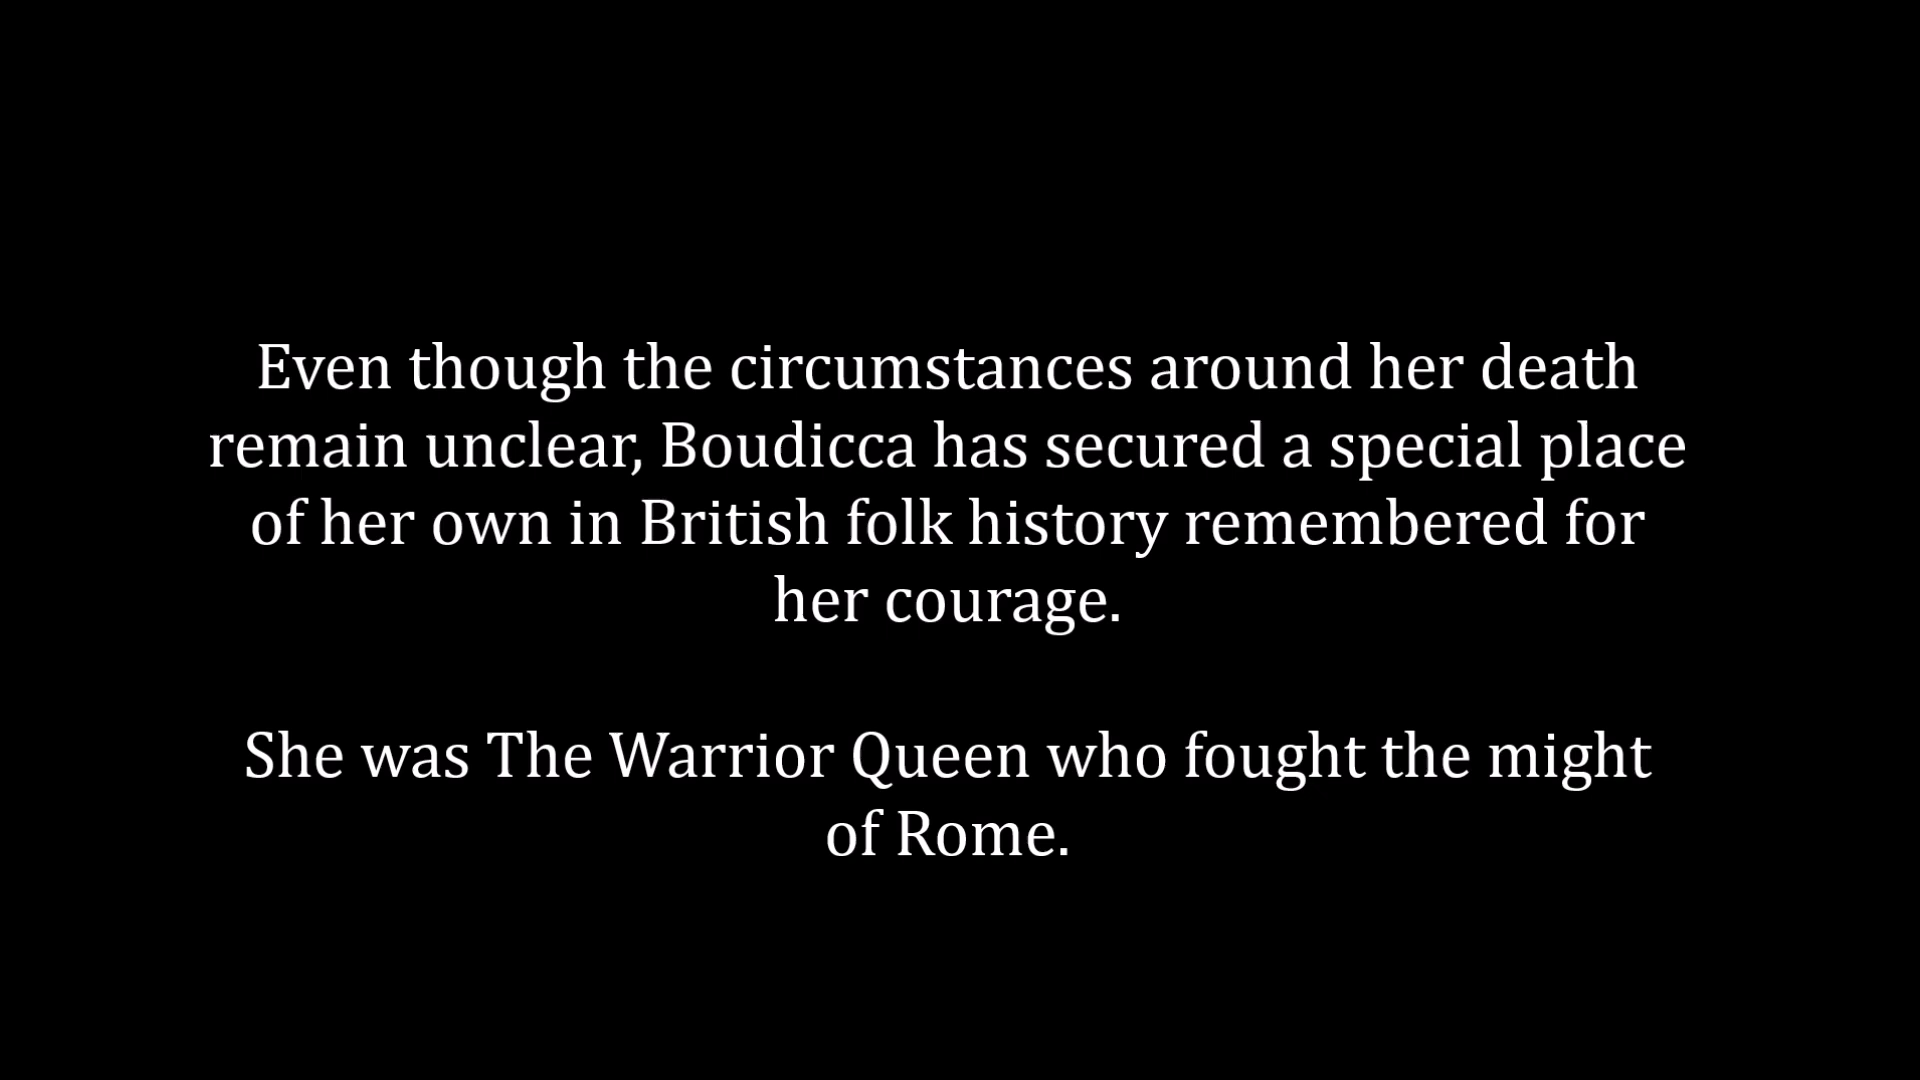 Even though the circumstances around her death
remain unclear, Boudicca has secured a special place
of her own in British folk history remembered for
her courage.
She was The Warrior Queen who fought the might
of Rome.